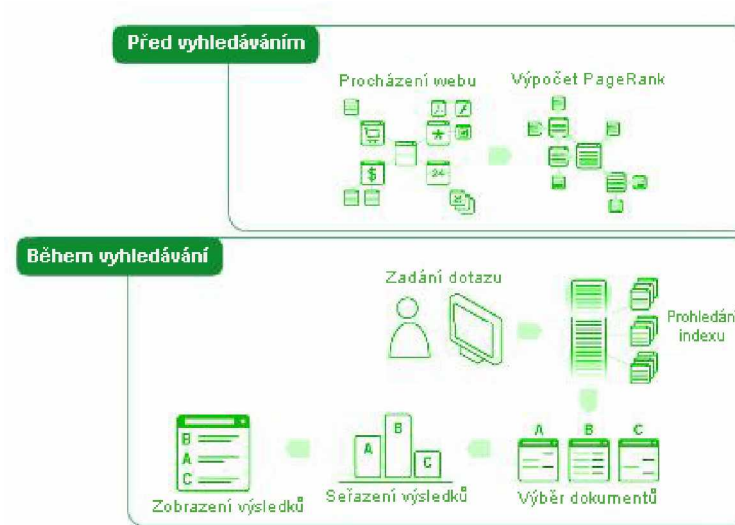 Před vyhledáváním
Procházení webu
Výpočet PageRank
$
24
Během vyhledávání
Zadání dotazu
Prohledání
indexu
A B C
B
A
C
A
B
C
Výběr dokumentů
Seřazení výsledků
Zobrazení výsledků